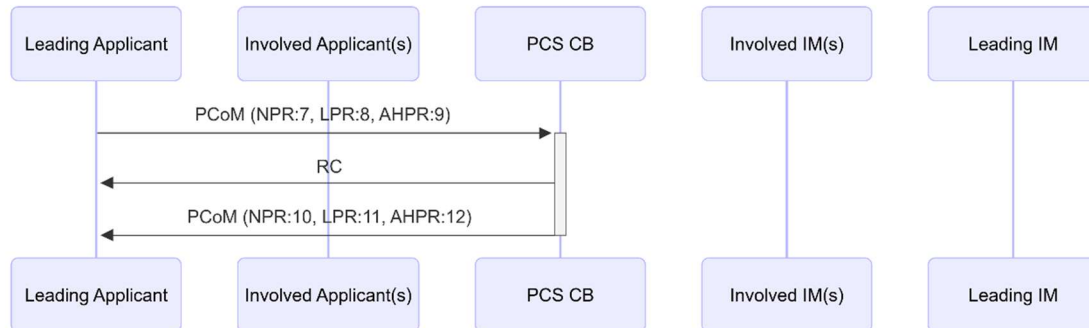 Leading Applicant
Involved Applicant(s)
PCS CB
Involved IM(s)
Leading IM
PCoM (NPR:7, LPR:8, AHPR:9)
RC
PCoM (NPR:10, LPR:11, AHPR:12)
Leading Applicant
Involved Applicant(s)
PCS CB
Involved IM(s)
Leading IM